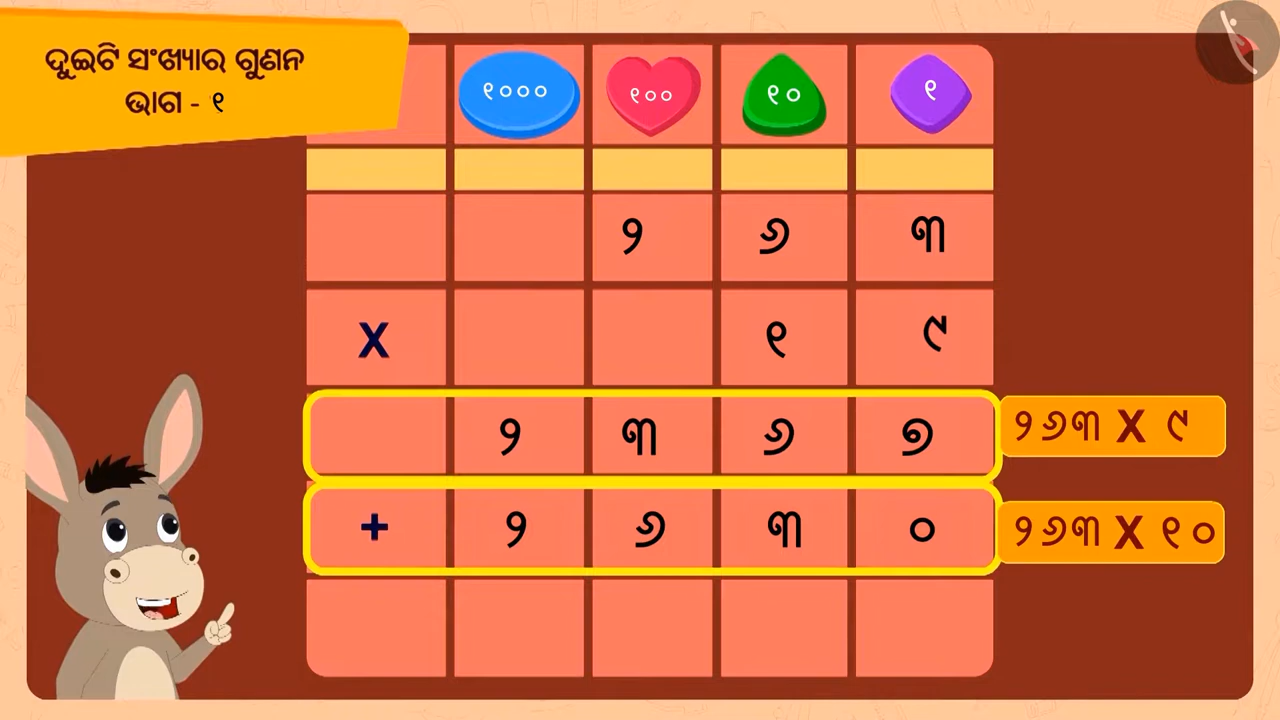 ଦୁଇଟି ସଂଖ୍ୟାର ଗୁଣନ
ଭାଗ - ୧
୧୦୦୦ ୧୦୦ ୧୦ ୧
୨ ୬ ୩
X ୧ ୯
୨ ୩ ୬ ୭ ୨୬୩ X ୯
+ ୨ ୬ ୩ ୦ ୨୬୩ X ୧୦